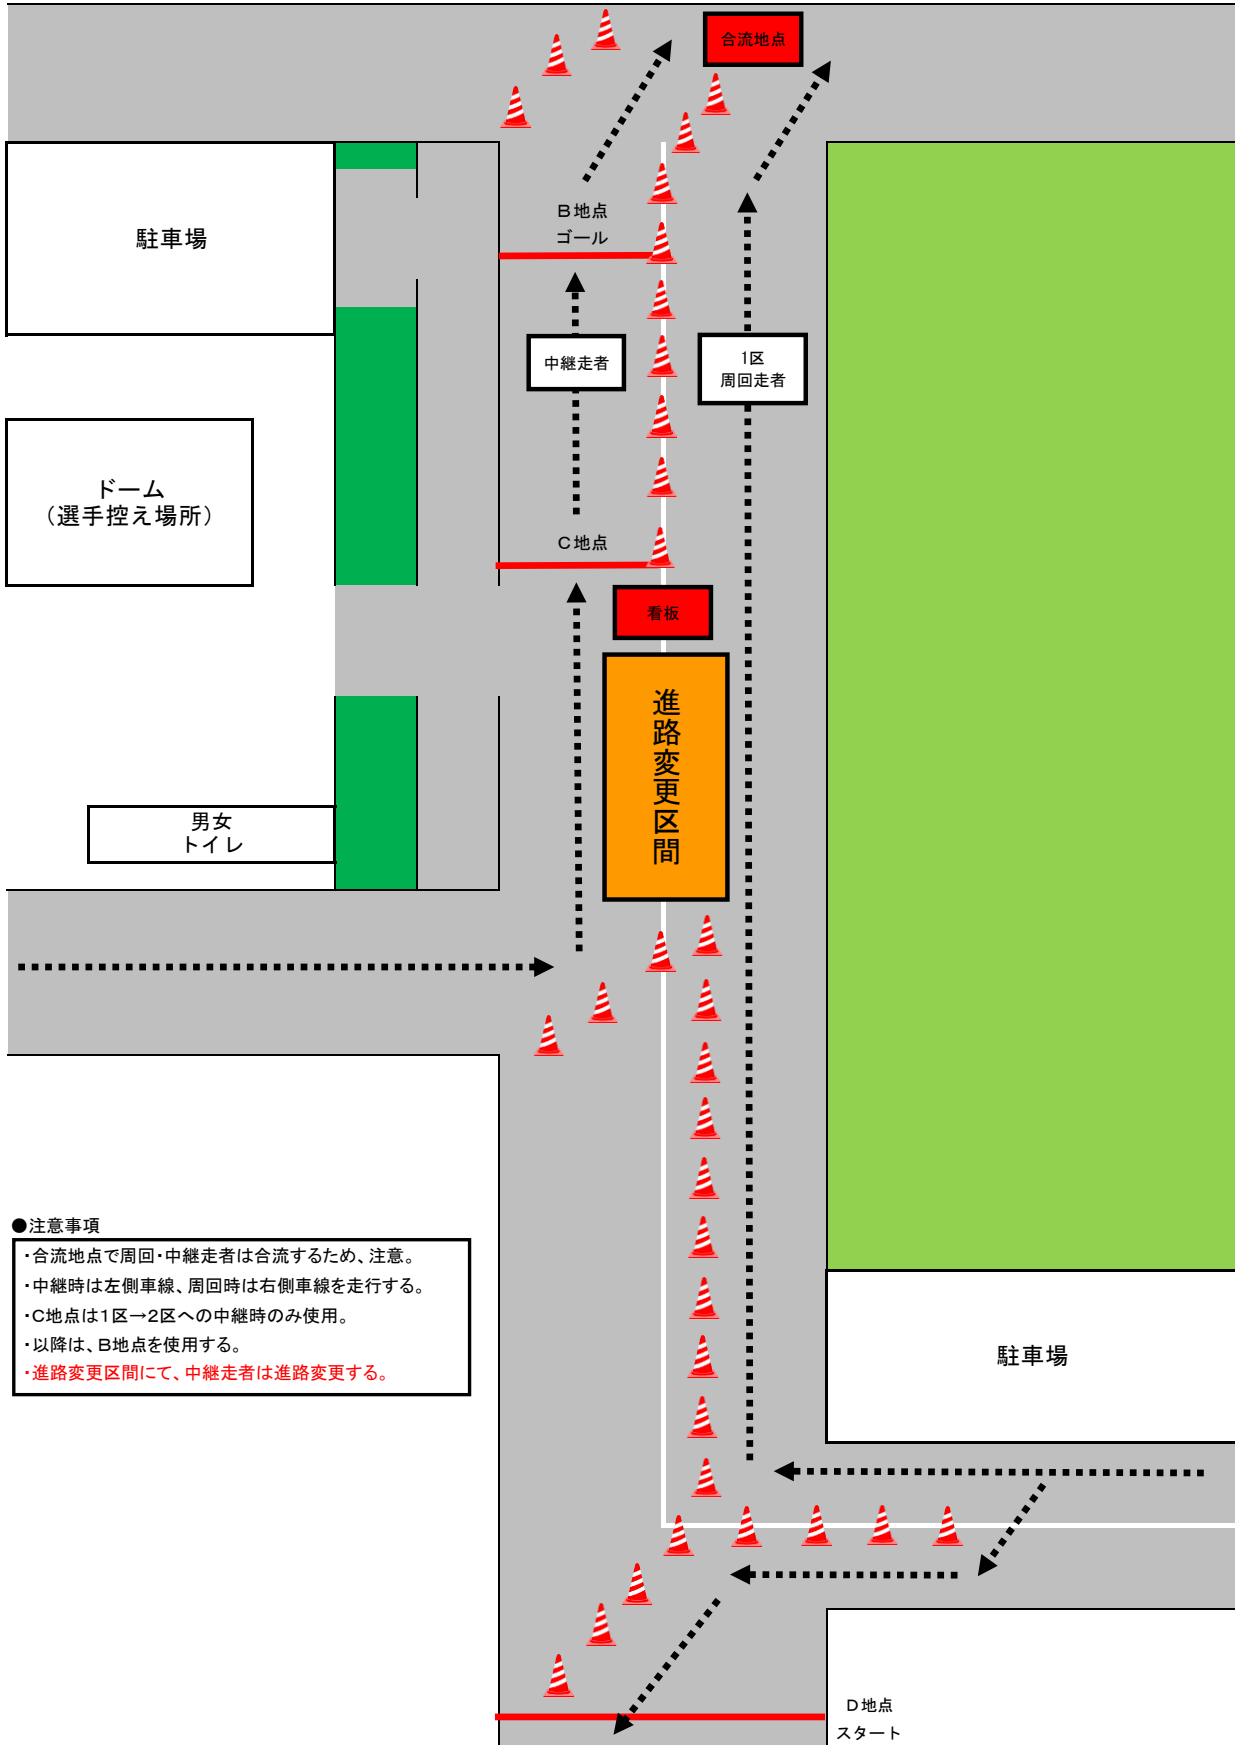 合流地点
B地点
ゴール
駐車場
中継走者
1区
周回走者
ドーム
（選手控え場所）
C地点
看板
進路変更区間
男女
トイレ
●注意事項
・合流地点で周回・中継走者は合流するため、注意。
・中継時は左側車線、周回時は右側車線を走行する。
・C地点は1区→2区への中継時のみ使用。
・以降は、B地点を使用する。
・進路変更区間にて、中継走者は進路変更する。
駐車場
D地点
スタート